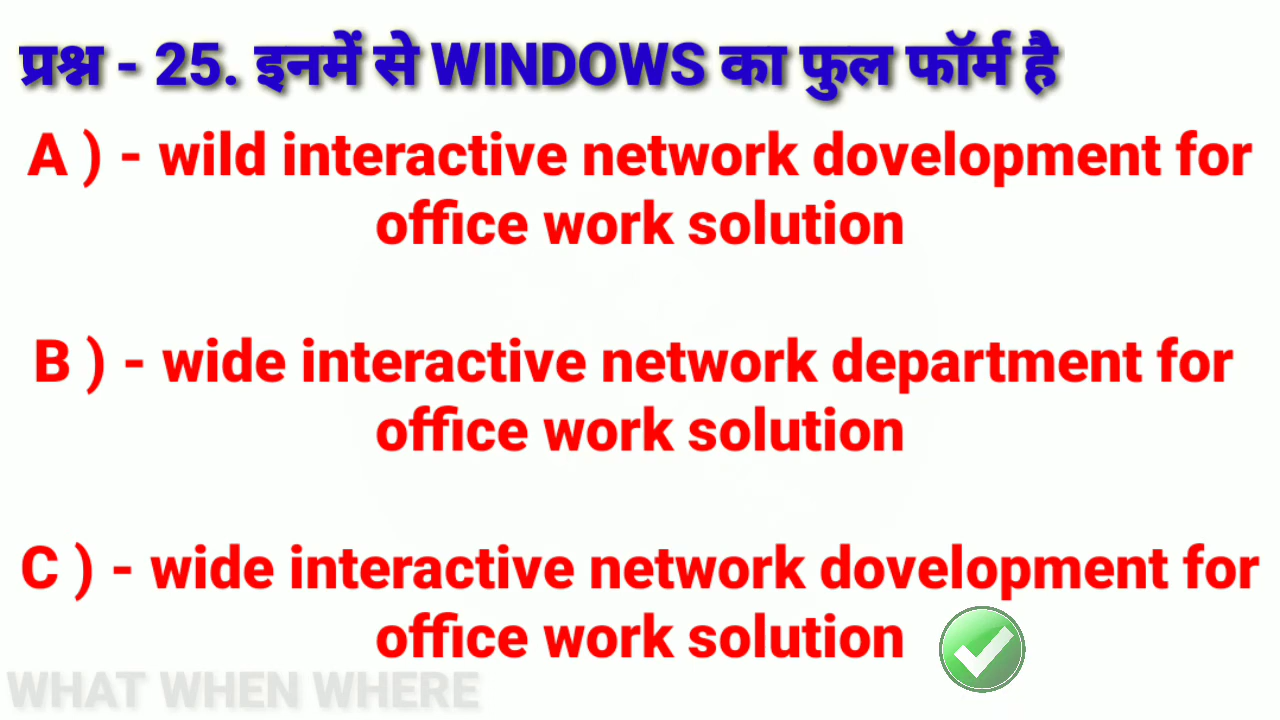 प्रश्न - 25. इनमें से WINDOWS का फुल फॉर्म है
A ) - wild interactive network dovelopment for
office work solution
B ) - wide interactive network department for
office work solution
C ) - wide interactive network dovelopment for
office work solution
WHAT WHEN WHERE